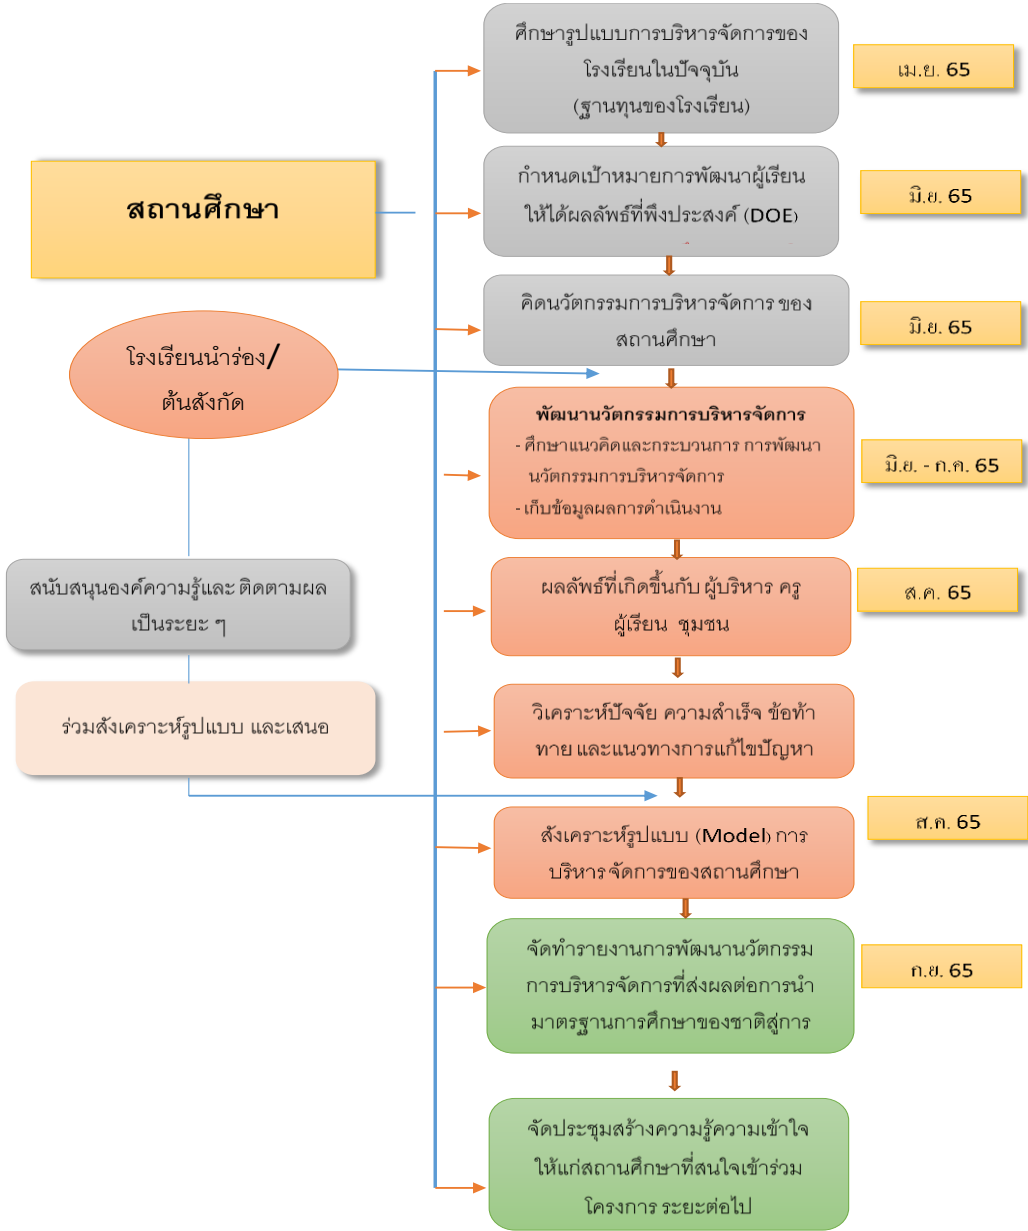 ศึกษารูปแบบการบริหารจัดการของ
โรงเรียนในปัจจุบัน
(ฐานทุนของโรงเรียน)
เม.ย. 65
สถานศึกษา
กำหนดเป้าหมายการพัฒนาผู้เรียน
ให้ได้ผลลัพธ์ที่พึงประสงค์ (DOE)
มิ.ย. 65
คิดนวัตกรรมการบริหารจัดการ ของ
สถานศึกษา
มิ.ย. 65
โรงเรียนนำร่อง/
ต้นสังกัด
พัฒนานวัตกรรมการบริหารจัดการ
- ศึกษาแนวคิดและกระบวนการ การพัฒนา
นวัตกรรมการบริหารจัดการ
- เก็บข้อมูลผลการดำเนินงาน
มิ.ย. - ก.ค. 65
สนับสนุนองค์ความรู้และ ติดตามผล
เป็นระยะ ๆ
ผลลัพธ์ที่เกิดขึ้นกับ ผู้บริหาร ครู
ผู้เรียน ชุมชน
ส.ค. 65
ร่วมสังเคราะห์รูปแบบ และเสนอ
วิเคราะห์ปัจจัย ความสำเร็จ ข้อท้า
ทาย และแนวทางการแก้ไขปัญหา
สังเคราะห์รูปแบบ (Model) การ
บริหาร จัดการของสถานศึกษา
ส.ค. 65
จัดทำรายงานการพัฒนานวัตกรรม
การบริหารจัดการที่ส่งผลต่อการนำ
มาตรฐานการศึกษาของชาติสู่การ
ก.ย. 65
จัดประชุมสร้างความรู้ความเข้าใจ
ให้แก่สถานศึกษาที่สนใจเข้าร่วม
โครงการ ระยะต่อไป